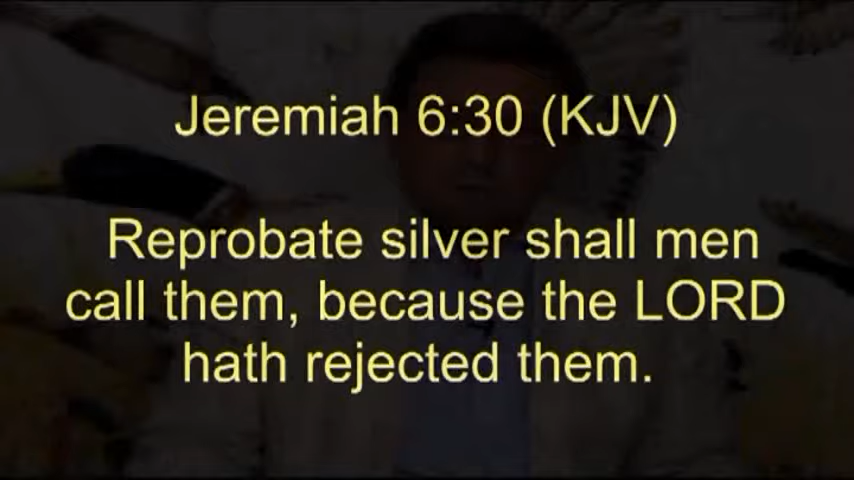 Jeremiah 6:30 (KJV)
Reprobate silver shall men
call them, because the LORD
hath rejected them.